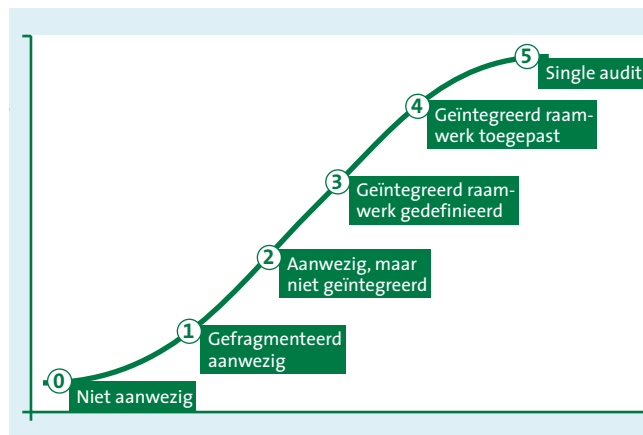 5
Single audit
4
Geïntegreerd raam-
werk toegepast
3
Geïntegreerd raam-
werk gedefinieerd
2
Aanwezig, maar
niet geïntegreerd
1
Gefragmenteerd
aanwezig
0
Niet aanwezig